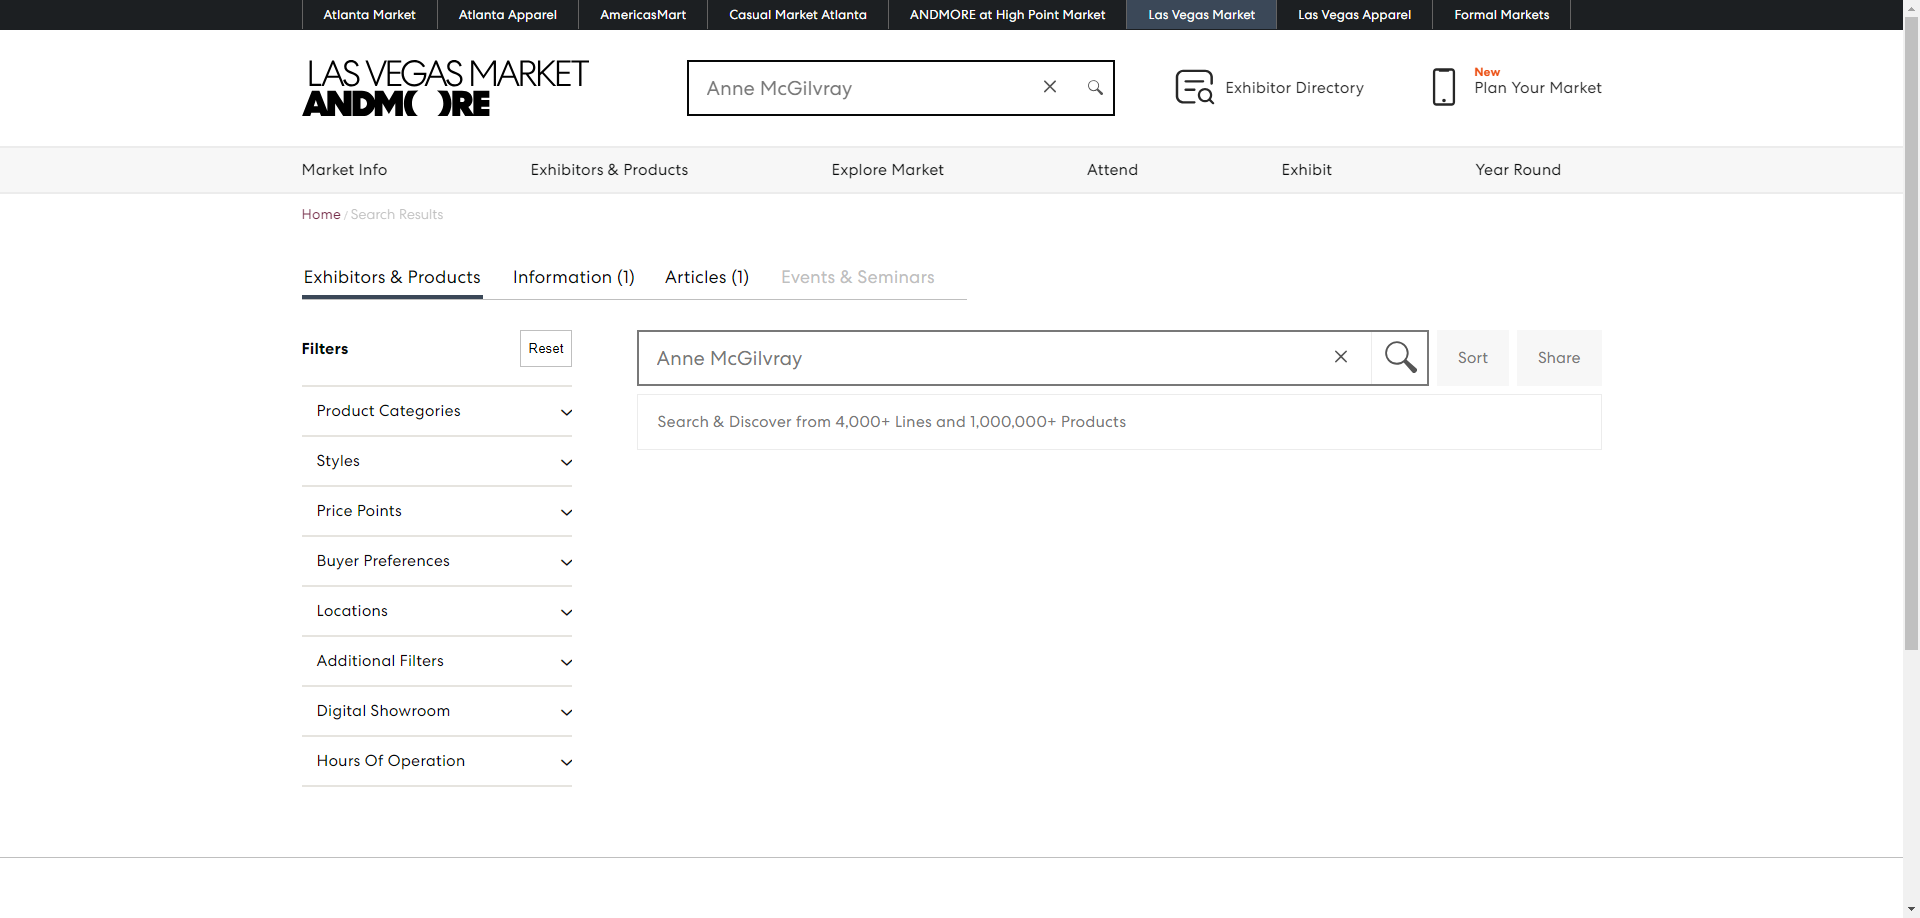 Atlanta Market
Atlanta Apparel
AmericasMart
Casual Market Atlanta
ANDMORE at High Point Market
Las Vegas Market
Las Vegas Apparel
Formal Markets
LAS VEGAS MARKET
ANDMORE
Anne McGilvray
Exhibitor Directory
New
Plan Your Market
Market Info
Exhibitors & Products
Explore Market
Attend
Exhibit
Year Round
Home / Search Results
Exhibitors & Products
Information (1)
Articles (1)
Events & Seminars
Filters
Reset
Product Categories
Styles
Price Points
Buyer Preferences
Locations
Additional Filters
Digital Showroom
Hours Of Operation
Anne McGilvray
Sort
Share
Search & Discover from 4,000+ Lines and 1,000,000+ Products